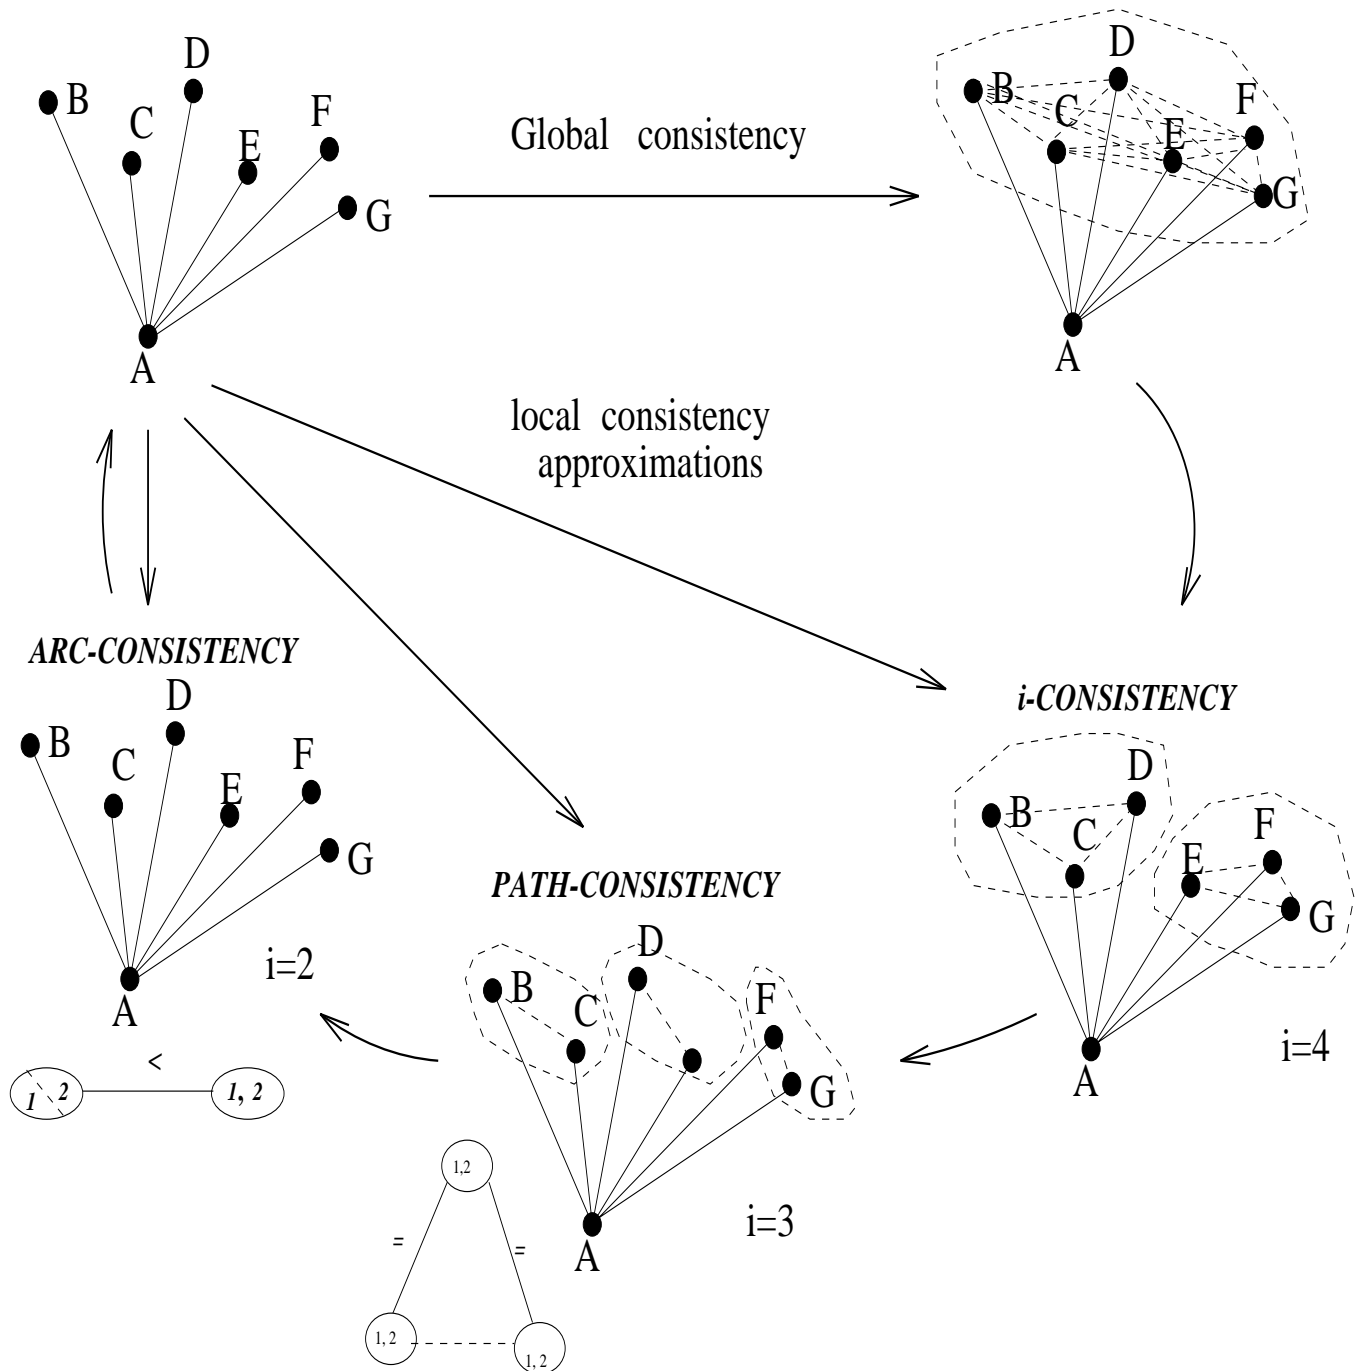 D
B
C
F
E
G
A
Global consistency
D
B
C
F
E
G
A
local consistency
approximations
ARC-CONSISTENCY
D
B
C
F
E
G
A
i=2
<
1 2
1, 2
PATH-CONSISTENCY
D
B
C
F
G
A
i=3
1,2
=
=
1, 2
1, 2
i-CONSISTENCY
D
B
C
F
E
G
A
i=4